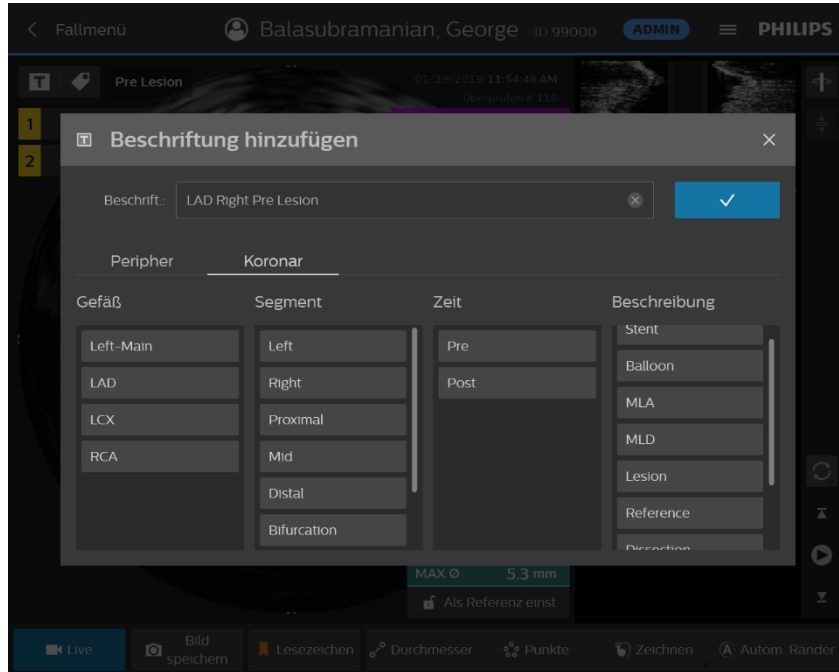 Fallmenü
Balasubramanian, George ID 99000
ADMIN
PHILIPS
T
Pre Lesion
01/29/2019 11:54:46 AM
überprüfen # 116
1
2
T Beschriftung hinzufügen
Beschrift.: LAD Right Pre Lesion
Peripher Koronar
Gefäß Segment Zeit Beschreibung
Left-Main
LAD
LCX
RCA
Left
Right
Proximal
Mid
Distal
Bifurcation
Pre
Post
Stent
Balloon
MLA
MLD
Lesion
Reference
Dissection
MAX Ø 5.3 mm
Als Referenz einst
Live
Bild
speichern
Lesezeichen
Durchmesser
Punkte
Zeichnen
A Autom. Ränder